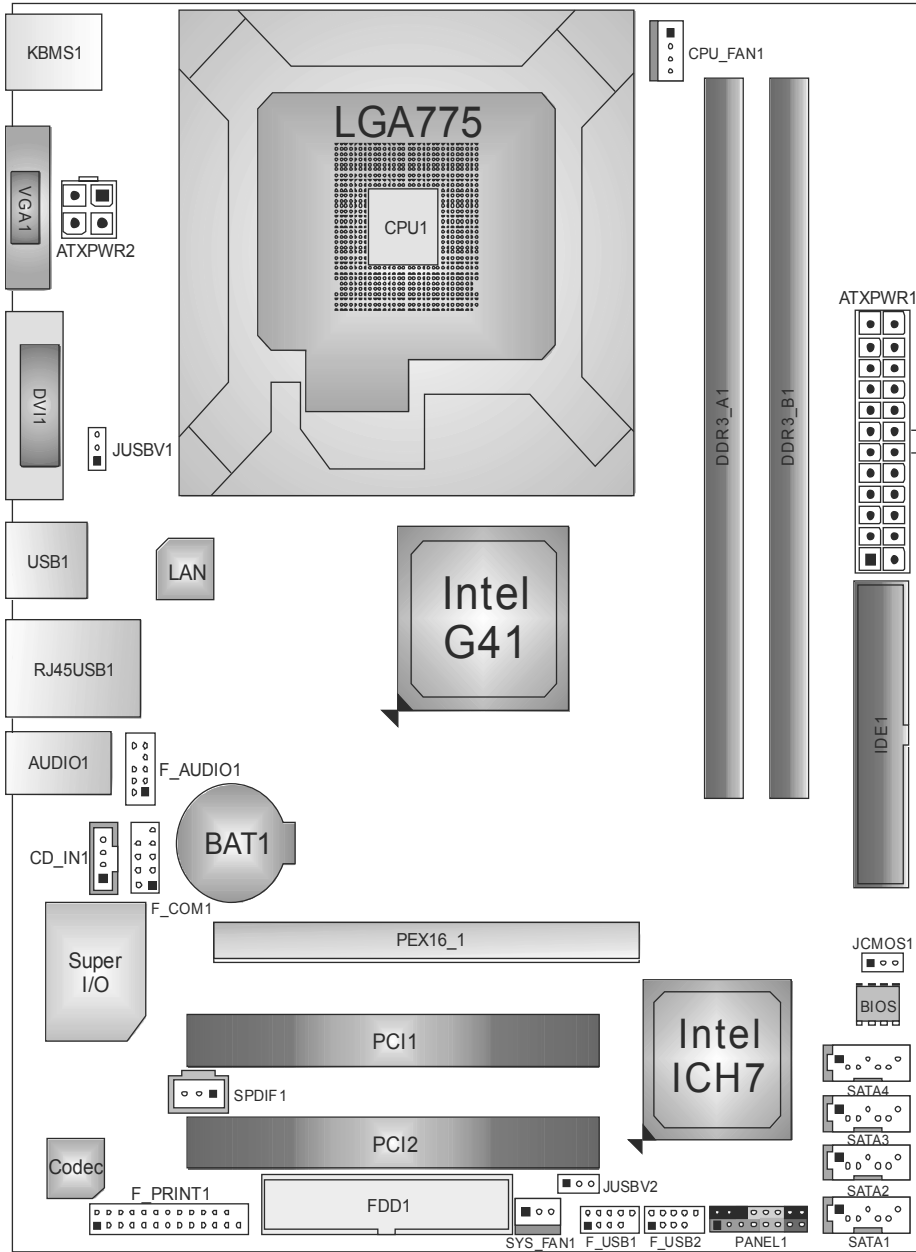 KBMS1
CPU_FAN1
LGA775
VGA1
CPU1
ATXPWR2
ATXPWR1
DVI1
JUSBV1
DDR3_A1
DDR3_B1
USB1
LAN
Intel
G41
RJ45USB1
IDE1
AUDIO1
F_AUDIO1
BAT1
CD_IN1
F_COM1
PEX16_1
JCMOS1
Super
I/O
BIOS
PCI1
Intel
ICH7
SPDIF1
SATA4
PCI2
SATA3
Codec
F_PRINT1
FDD1
JUSBV2
SATA2
SYS_FAN1
F_USB1
F_USB2
PANEL1
SATA1